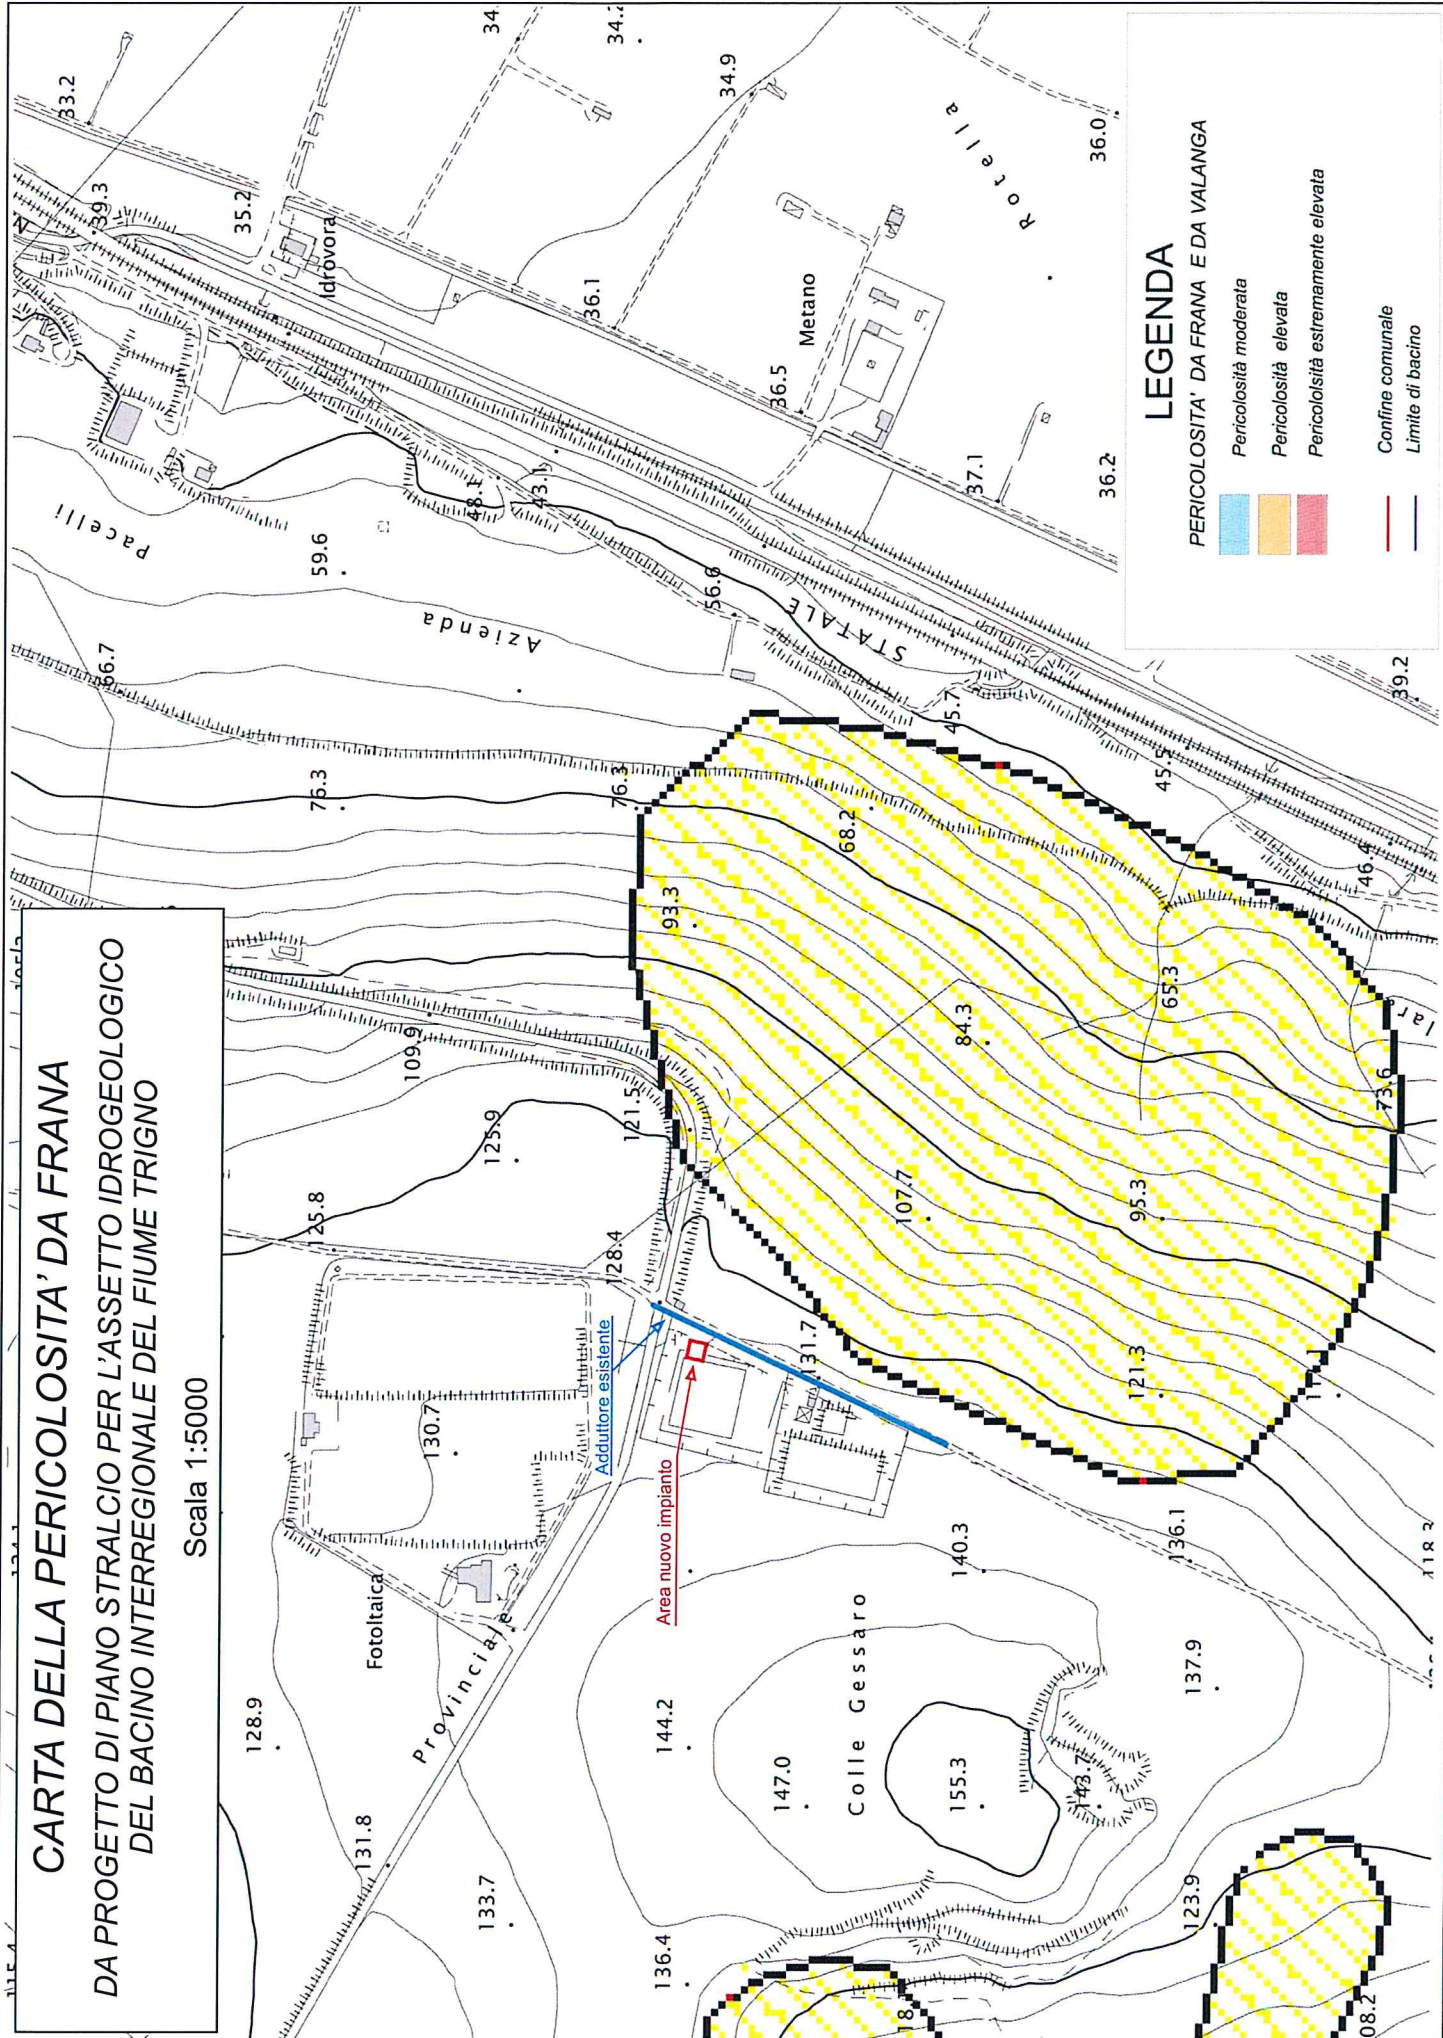 CARTA DELLA PERICOLOSITA' DA FRANA
DA PROGETTO DI PIANO STRALCIO PER L'ASSETTO IDROGEOLOGICO
DEL BACINO INTERREGIONALE DEL FIUME TRIGNO
Scala 1:5000
33.2
34.9
39.3
35.2
Idrovora
36.1
Metano
36.5
Rotella
36.0
37.1
36.2
39.2
Pacelli
59.6
48.1
43.1
Azienda
56.6
STATALE
66.7
76.3
76.3
45.7
45.5
46.4
68.2
93.3
65.3
84.3
73.6
109.9
121.5
125.9
125.8
128.4
107.7
95.3
131.7
121.3
130.7
Adduttore esistente
Area nuovo impianto
Fotoltaica
Provinciale
140.3
136.1
118.3
128.9
144.2
Colle Gessaro
137.9
147.0
155.3
143.7
131.8
133.7
136.4
123.9
LEGENDA
PERICOLOSITA' DA FRANA E DA VALANGA
Pericolosità moderata
Pericolosità elevata
Pericololsità estremamente elevata
Confine comunale
Limite di bacino